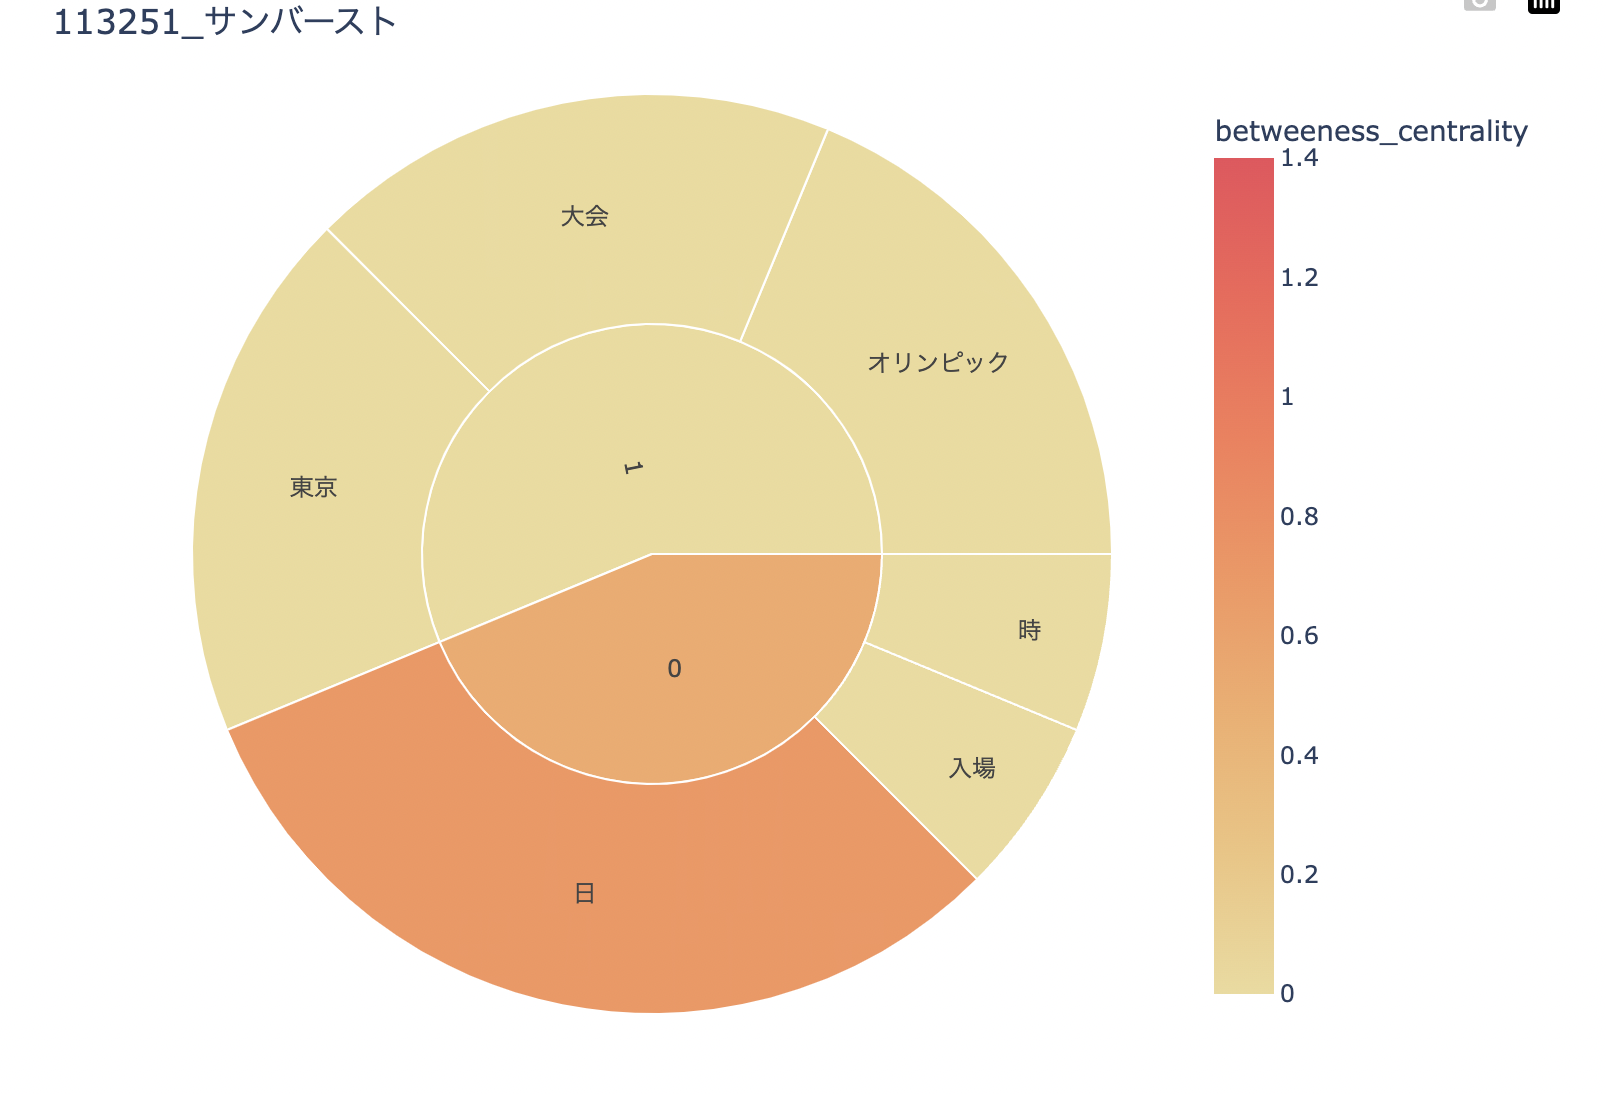 113251_サンバースト
大会
オリンピック
東京
1
0
時
入場
日
betweeness_centrality
1.4
1.2
1
0.8
0.6
0.4
0.2
0